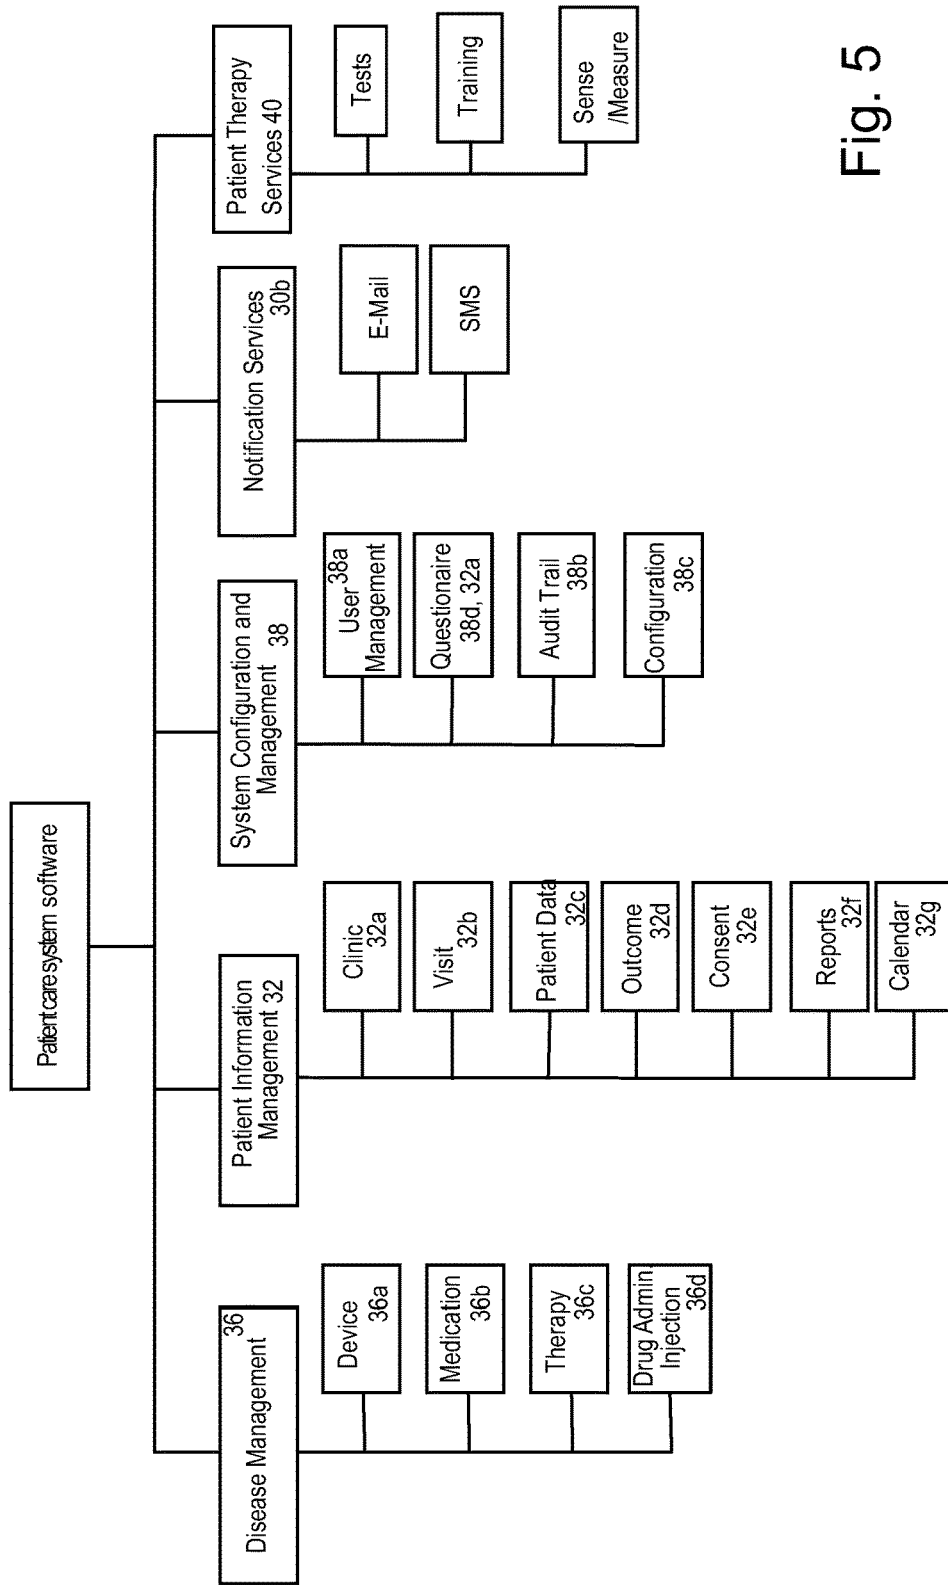 Patient care system software
36
Disease Management
Device
36a
Medication
36b
Therapy
36c
Drug Admin.
Injection
36d
Patient Information
Management 32
Clinic
32a
Visit
32b
Patient Data
32c
Outcome
32d
Consent
32e
Reports
32f
Calendar
32g
System Configuration and
Management 38
38a
User
Management
Questionaire
38d, 32a
Audit Trail
38b
Configuration
38c
Notification Services
30b
E-Mail
SMS
Patient Therapy
Services 40
Tests
Training
Sense
/Measure
Fig. 5